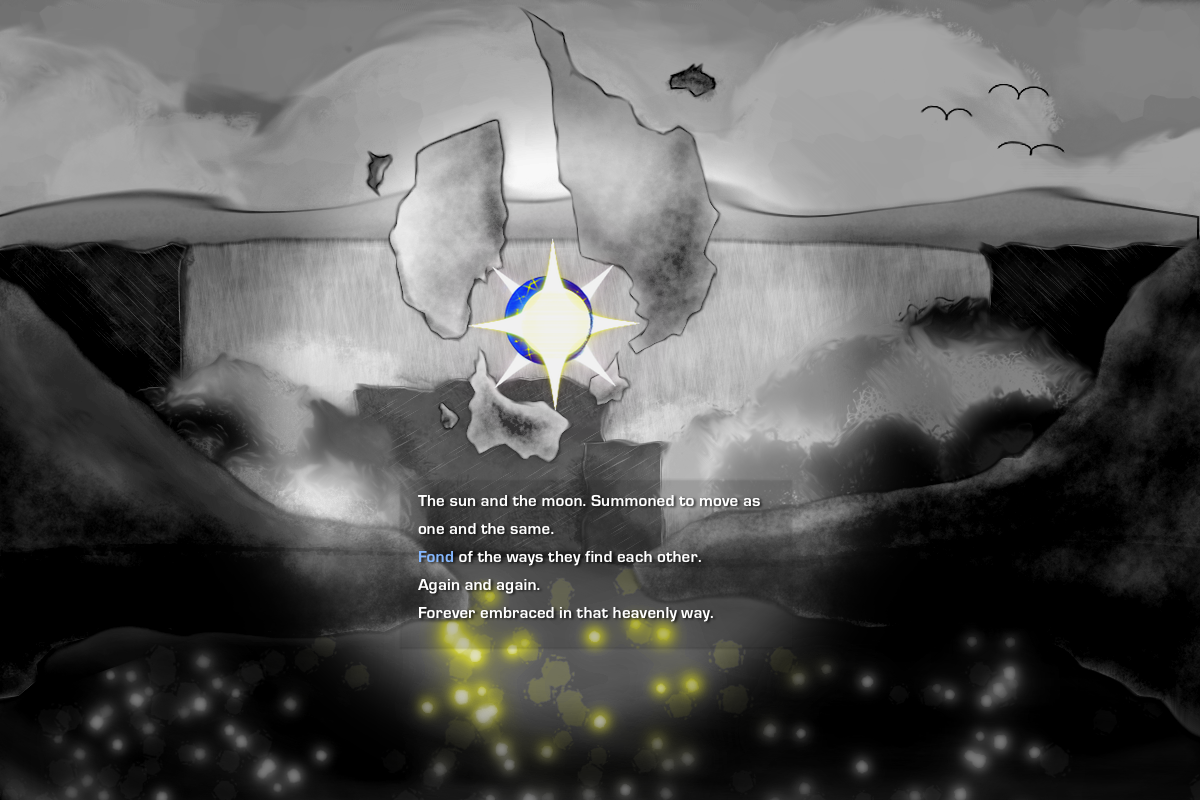 The sun and the moon. Summoned to move as
one and the same.
Fond of the ways they find each other.
Again and again.
Forever embraced in that heavenly way.